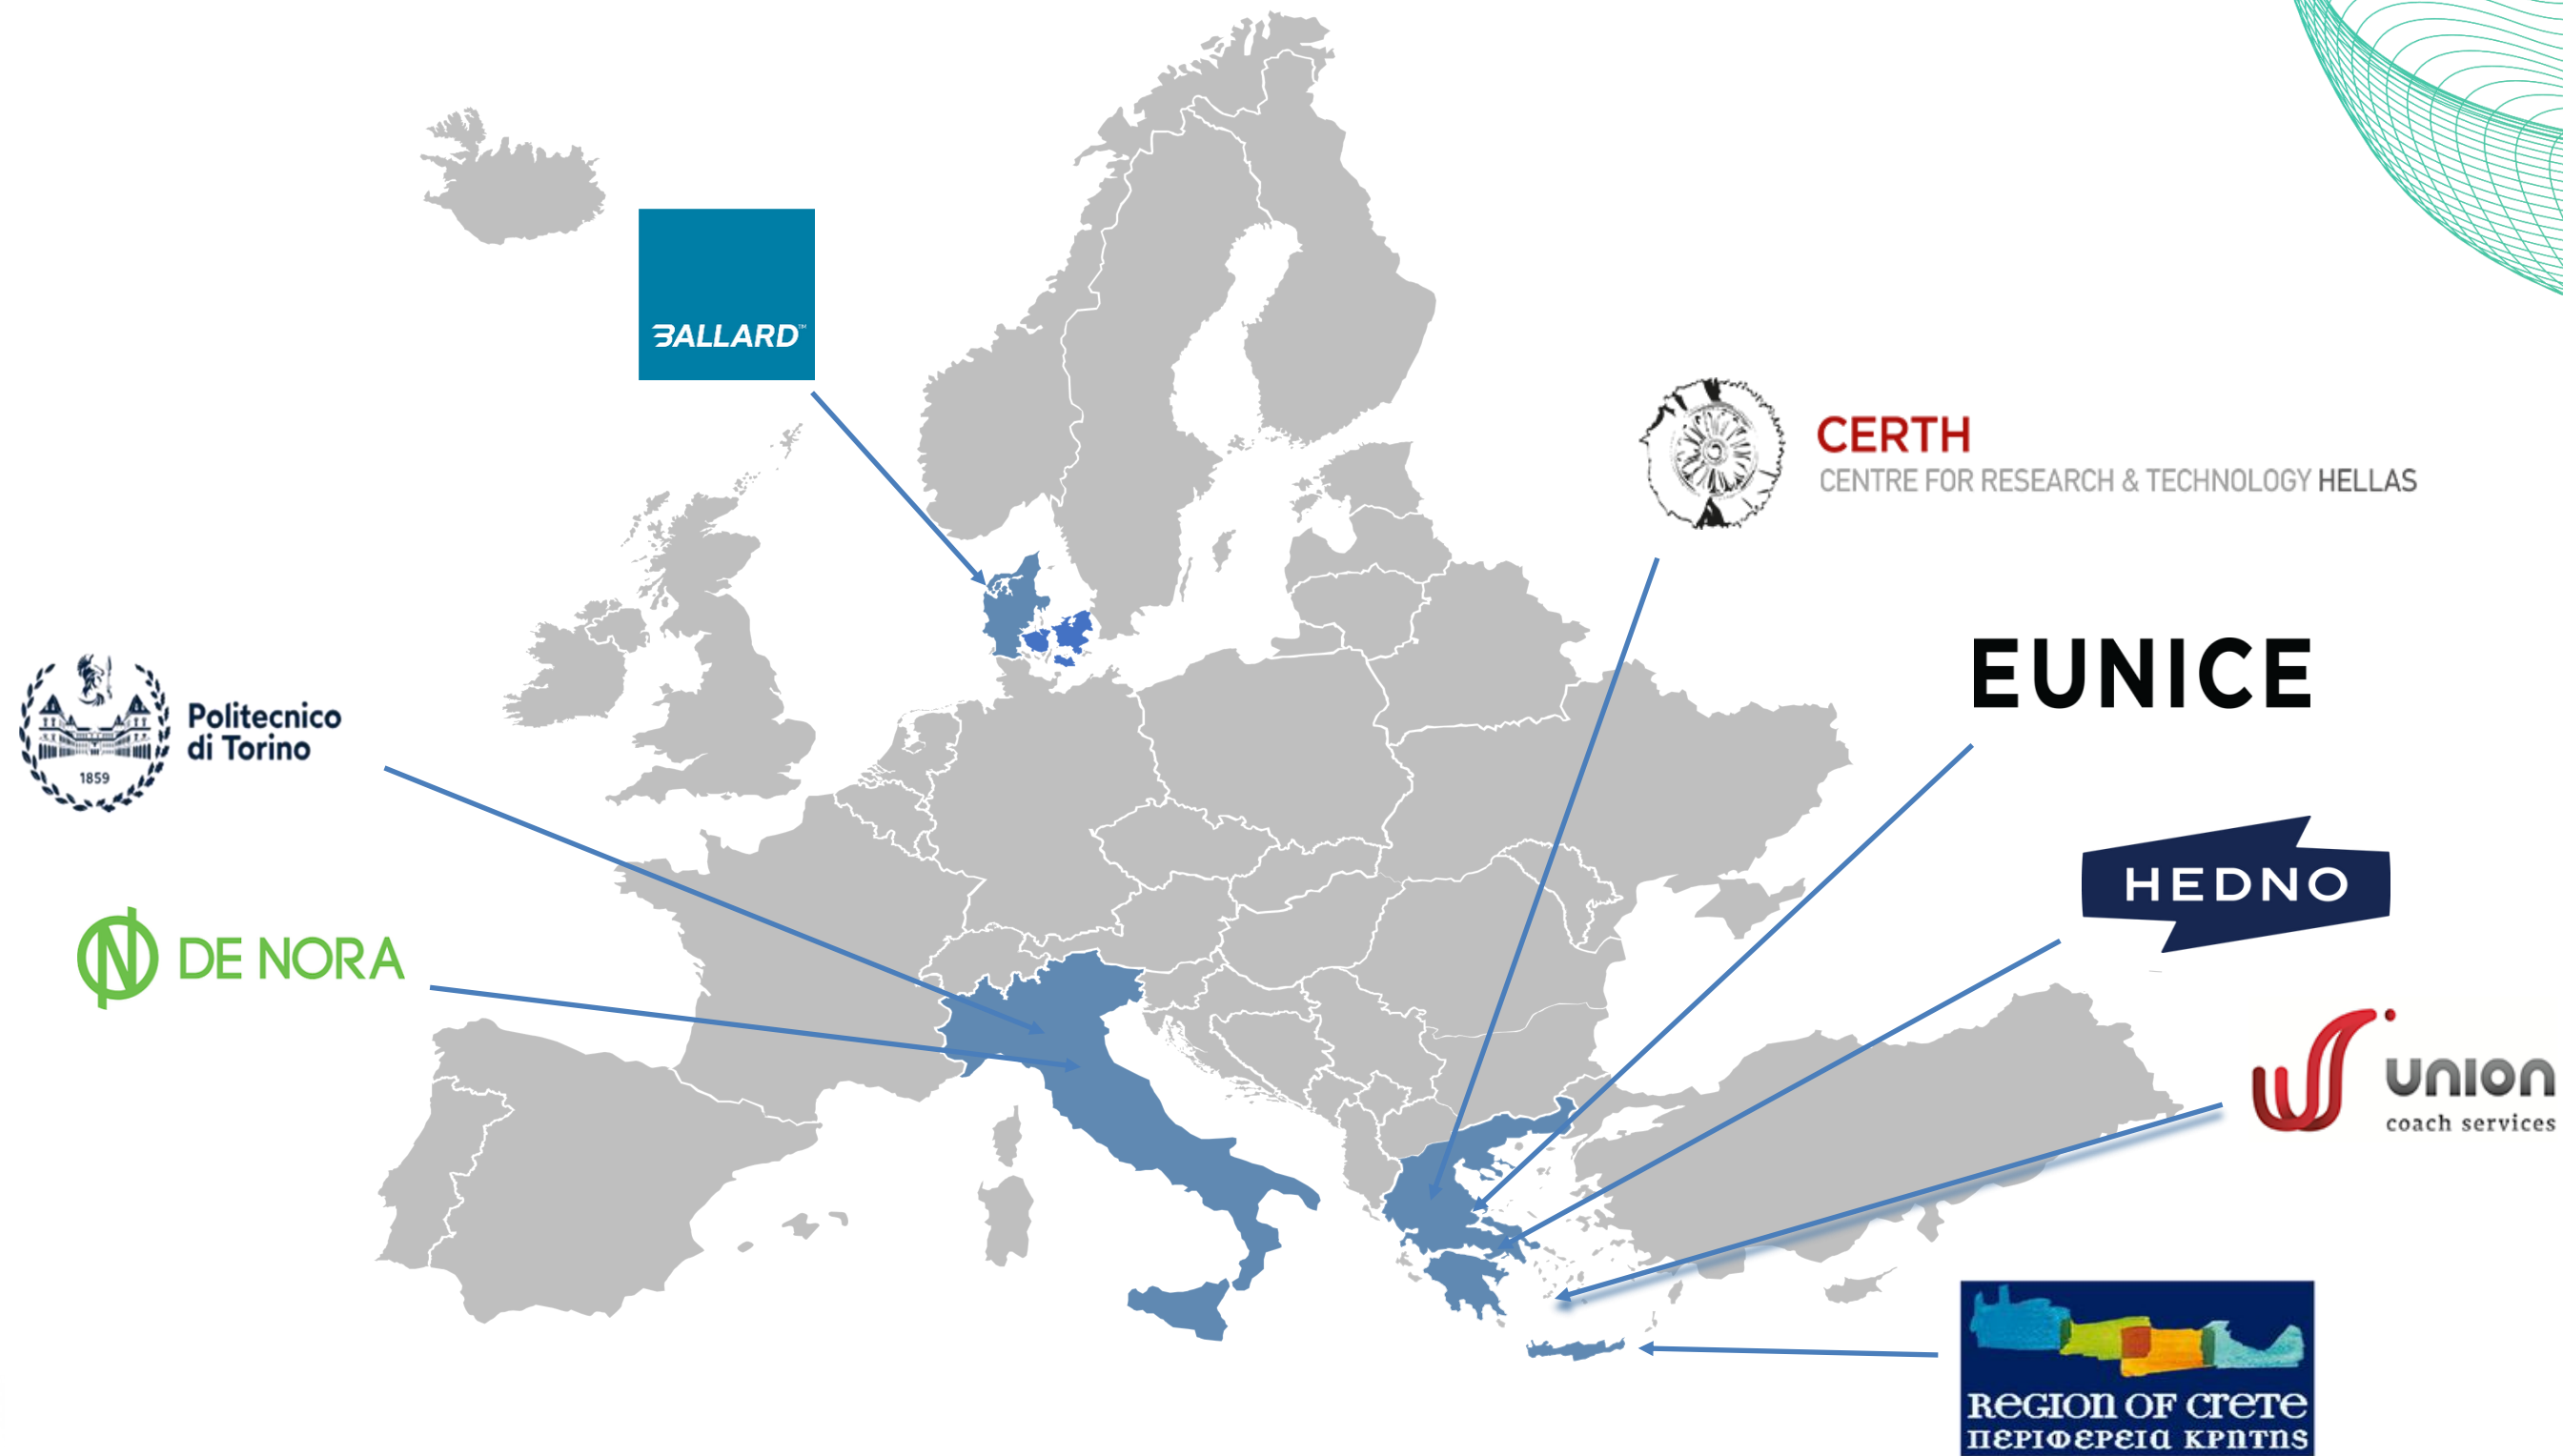 BALLARD™
CERTH
CENTRE FOR RESEARCH & TECHNOLOGY HELLAS
EUNICE
Politecnico
di Torino
1859
HEDNO
DE NORA
UNION
coach services
REGION OF CRETE
ΠΕΡΙΦΕΡΕΙΑ ΚΡΗΤΗΣ